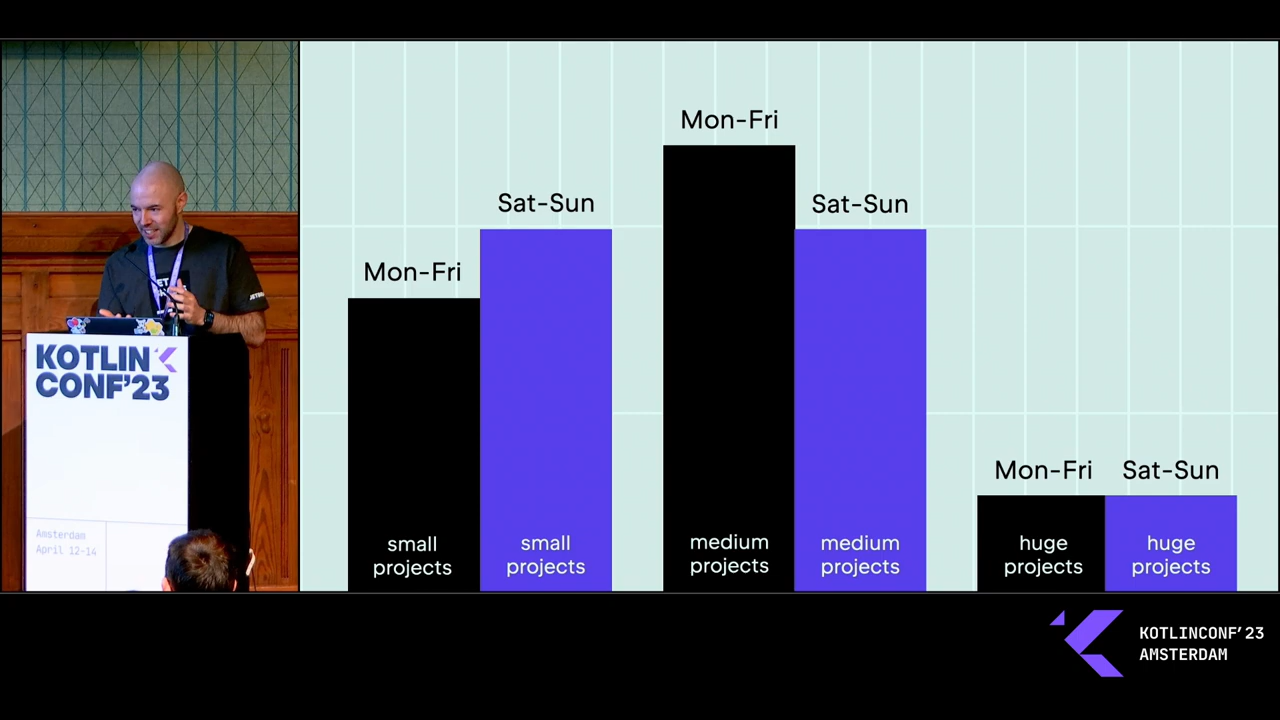 KOTLIN
CONF’23
Amsterdam
April 12-14
Mon-Fri
small
projects
Sat-Sun
small
projects
Mon-Fri
medium
projects
Sat-Sun
medium
projects
Mon-Fri
huge
projects
Sat-Sun
huge
projects
KOTLINCONF’23
AMSTERDAM